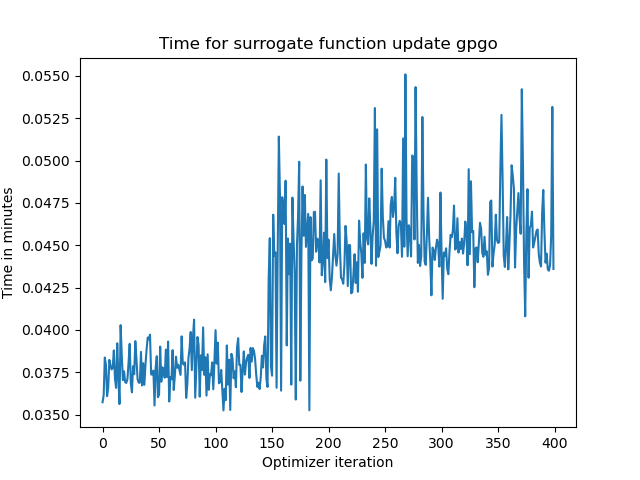 Time for surrogate function update gpgo
Time in minutes
0.0550
0.0525
0.0500
0.0475
0.0450
0.0425
0.0400
0.0375
0.0350
0 50 100 150 200 250 300 350 400
Optimizer iteration